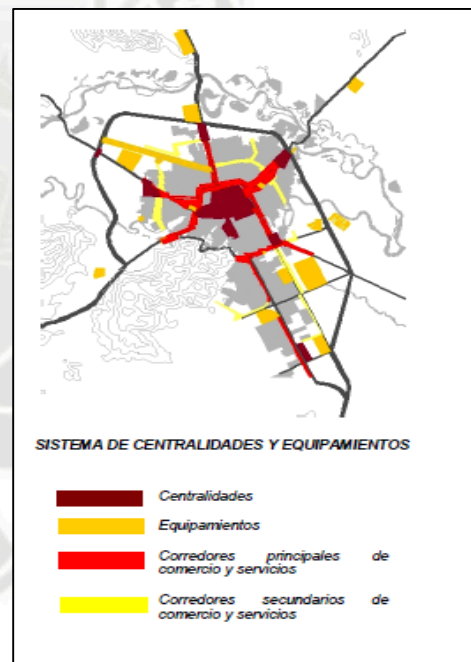 SISTEMA DE CENTRALIDADES Y EQUIPAMIENTOS
Centralidades
Equipamientos
Corredores principales de
comercio y servicios
Corredores secundarios de
comercio y servicios